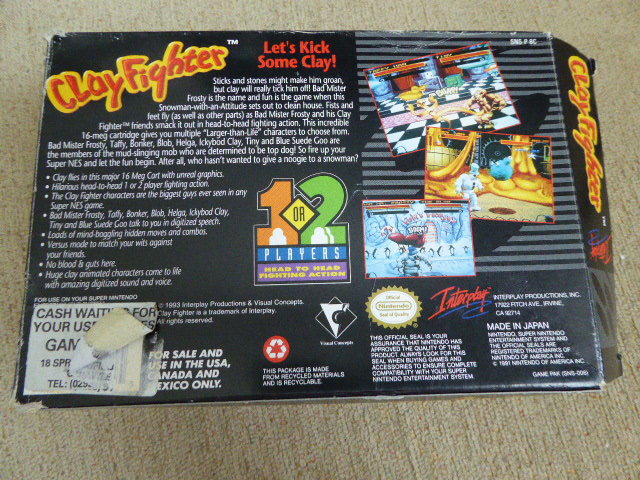 ClayFighter™
Let's Kick
Some Clay!
Sticks and stones might make him groan,
but clay will really tick him off! Bad Mister
Frosty is the name and fun is the game when this
Snowman-with-an-Attitude sets out to clean house. Fists and
feet fly (as well as other parts) as Bad Mister Frosty and his Clay
Fighter™ friends smack it out in head-to-head fighting action. This incredible
16-meg cartridge gives you multiple "Larger-than-Life" characters to choose from.
Bad Mister Frosty, Taffy, Bonker, Blob, Helga, Ickybod Clay, Tiny and Blue Suede Goo are
the members of the mud-slinging mob who are determined to be top dog! So fire up your
Super NES and let the fun begin. After all, who hasn't wanted to give a noogie to a snowman?
• Clay flies in this major 16 Meg Cart with unreal graphics.
• Hilarious head-to-head 1 or 2 player fighting action.
• The Clay Fighter characters are the biggest guys ever seen in any
Super NES game.
• Bad Mister Frosty, Taffy, Bonker, Blob, Helga, Ickybod Clay,
Tiny and Blue Suede Goo talk to you in digitized speech.
• Loads of mind-boggling hidden moves and combos.
• Versus mode to match your wits against
your friends.
• No blood & guts here.
• Huge clay animated characters come to life
with amazing digitized sound and voice.
1 OR 2
PLAYERS
HEAD TO HEAD
FIGHTING ACTION
FOR USE ON YOUR SUPER NINTENDO
CASH WAITING FOR
YOUR USED
GAM
18 SPR
TEL: (02
© 1993 Interplay Productions & Visual Concepts.
Clay Fighter is a trademark of Interplay.
All rights reserved.
FOR SALE AND
USE IN THE USA,
CANADA AND
MEXICO ONLY.
Visual Concepts
THIS PACKAGE IS MADE
FROM RECYCLED MATERIALS
AND IS RECYCLABLE.
Official
Nintendo
Seal of Quality
THIS OFFICIAL SEAL IS YOUR
ASSURANCE THAT NINTENDO HAS
APPROVED THE QUALITY OF THIS
PRODUCT. ALWAYS LOOK FOR THIS
SEAL WHEN BUYING GAMES AND
ACCESSORIES TO ENSURE COMPLETE
COMPATIBILITY WITH YOUR SUPER
NINTENDO ENTERTAINMENT SYSTEM.
Interplay
INTERPLAY PRODUCTIONS, INC.
17922 FITCH AVE., IRVINE,
CA 92714
MADE IN JAPAN
NINTENDO, SUPER NINTENDO
ENTERTAINMENT SYSTEM AND
THE OFFICIAL SEALS ARE
REGISTERED TRADEMARKS OF
NINTENDO OF AMERICA INC.
© 1991 NINTENDO OF AMERICA INC.
GAME PAK (SNS-006)
SNS-P-8C
ClayFighter™